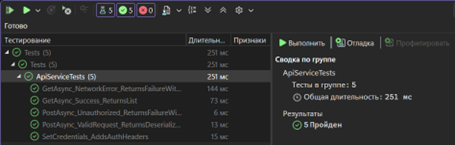 5 5 0
Готово
Тестирование Длительн... Признаки
Tests (5) 251 мс
Tests (5) 251 мс
ApiServiceTests (5) 251 мс
GetAsync_NetworkError_ReturnsFailureWit... 144 мс
GetAsync_Success_ReturnsList 73 мс
PostAsync_Unauthorized_ReturnsFailureWi... 6 мс
PostAsync_ValidRequest_ReturnsDeserializ... 13 мс
SetCredentials_AddsAuthHeaders 15 мс
Выполнить Отладка Профилировать
Сводка по группе
ApiServiceTests
Тесты в группе: 5
Общая длительность: 251 мс
Результаты
5 Пройден